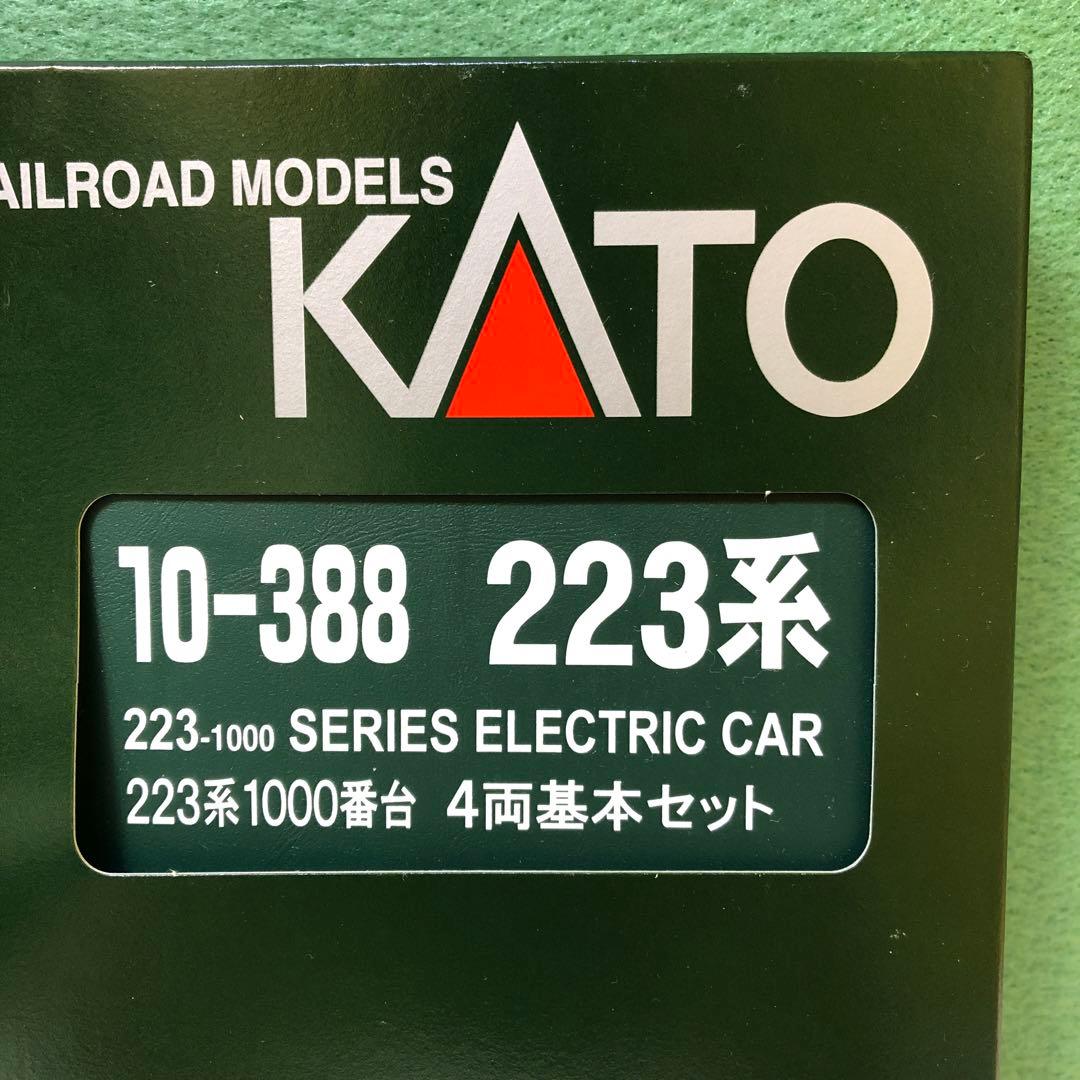 AILROAD MODELS
KATO
10-388 223系
223-1000 SERIES ELECTRIC CAR
223系1000番台 4両基本セット